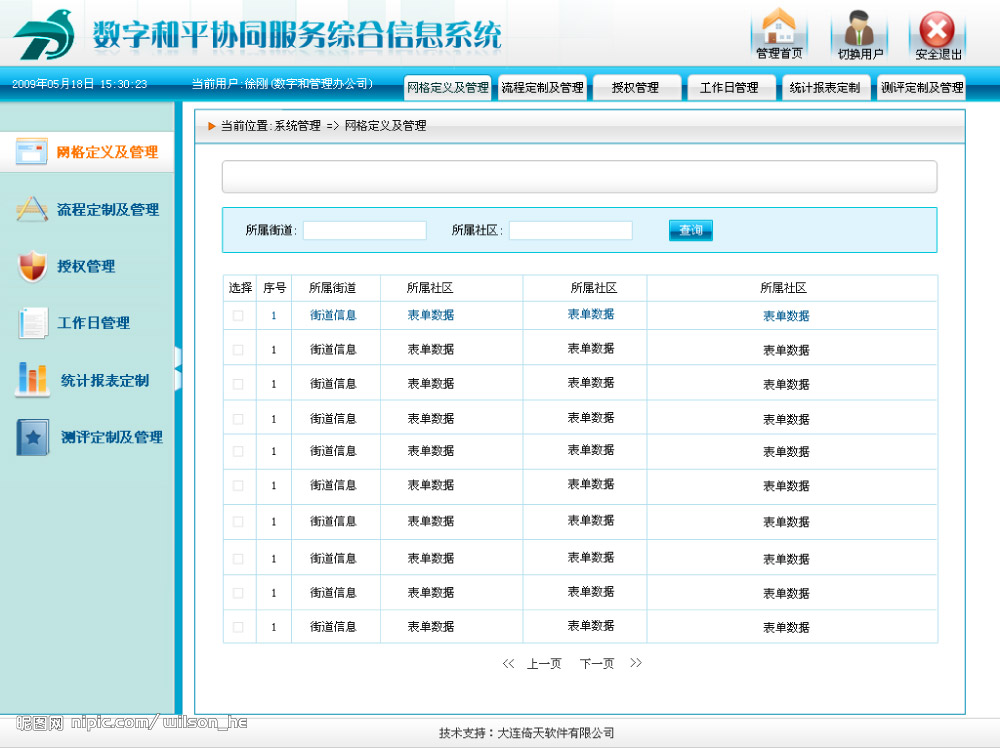 数字和平协同服务综合信息系统
管理首页 切换用户 安全退出
2009年05月18日 15:30:23 当前用户:徐刚(数字和管理办公司) 网格定义及管理 流程定制及管理 授权管理 工作日管理 统计报表定制 测评定制及管理
当前位置:系统管理 => 网格定义及管理
网格定义及管理
流程定制及管理
授权管理
工作日管理
统计报表定制
测评定制及管理
所属街道: 所属社区: 查询
选择 序号 所属街道 所属社区 所属社区 所属社区
1 街道信息 表单数据 表单数据 表单数据
1 街道信息 表单数据 表单数据 表单数据
1 街道信息 表单数据 表单数据 表单数据
1 街道信息 表单数据 表单数据 表单数据
1 街道信息 表单数据 表单数据 表单数据
1 街道信息 表单数据 表单数据 表单数据
1 街道信息 表单数据 表单数据 表单数据
1 街道信息 表单数据 表单数据 表单数据
1 街道信息 表单数据 表单数据 表单数据
1 街道信息 表单数据 表单数据 表单数据
<< 上一页 下一页 >>
昵图网 nipic.com/wilson_he
技术支持：大连倚天软件有限公司